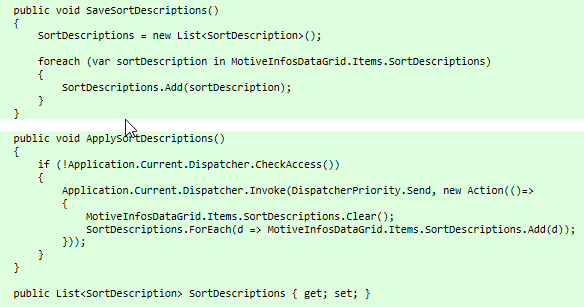 public void SaveSortDescriptions()
{
    SortDescriptions = new List<SortDescription>();

    foreach (var sortDescription in MotiveInfosDataGrid.Items.SortDescriptions)
    {
        SortDescriptions.Add(sortDescription);
    }
}
public void ApplySortDescriptions()
{
    if (!Application.Current.Dispatcher.CheckAccess())
    {
        Application.Current.Dispatcher.Invoke(DispatcherPriority.Send, new Action(()=>
        {
            MotiveInfosDataGrid.Items.SortDescriptions.Clear();
            SortDescriptions.ForEach(d => MotiveInfosDataGrid.Items.SortDescriptions.Add(d));
        }));
    }
}

public List<SortDescription> SortDescriptions { get; set; }